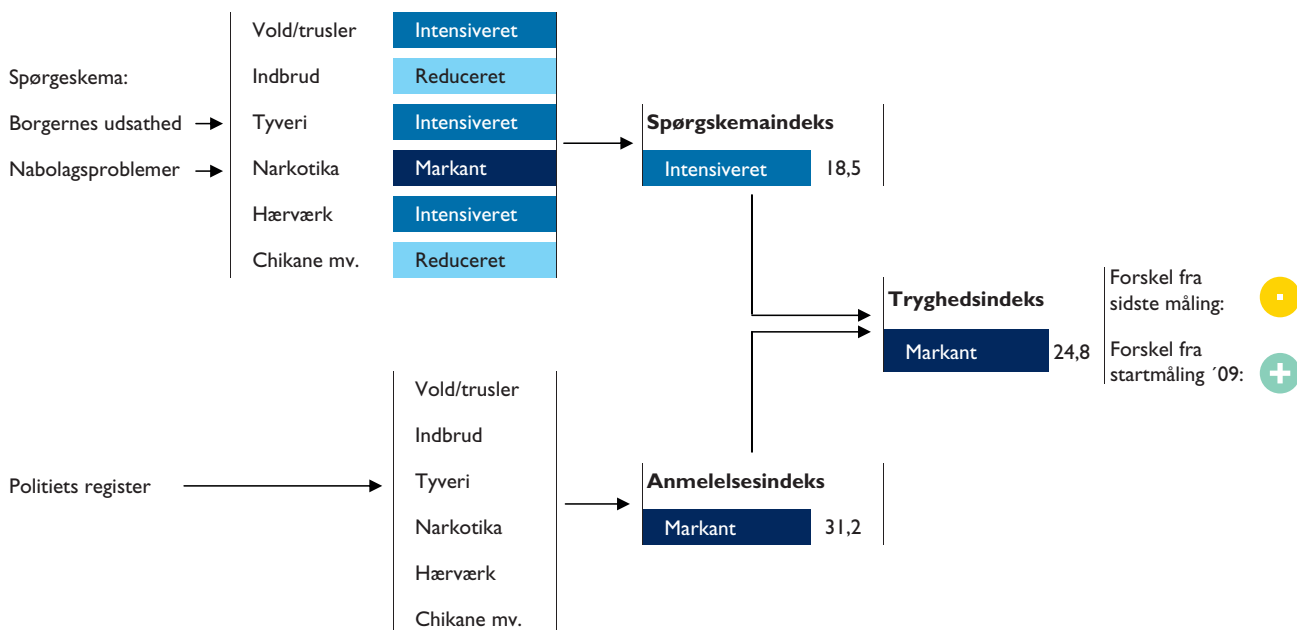 Vold/trusler Intensiveret
Spørgeskema: Indbrud Reduceret
Borgernes udsathed Tyveri Intensiveret
Nabolagsproblemer Narkotika Markant
Hærværk Intensiveret
Chikane mv. Reduceret
Spørgskemaindeks
Intensiveret 18,5
Tryghedsindeks
Markant 24,8
Forskel fra
sidste måling:
Forskel fra
startmåling ´09:
Politiets register
Vold/trusler
Indbrud
Tyveri
Narkotika
Hærværk
Chikane mv.
Anmelelsesindeks
Markant 31,2